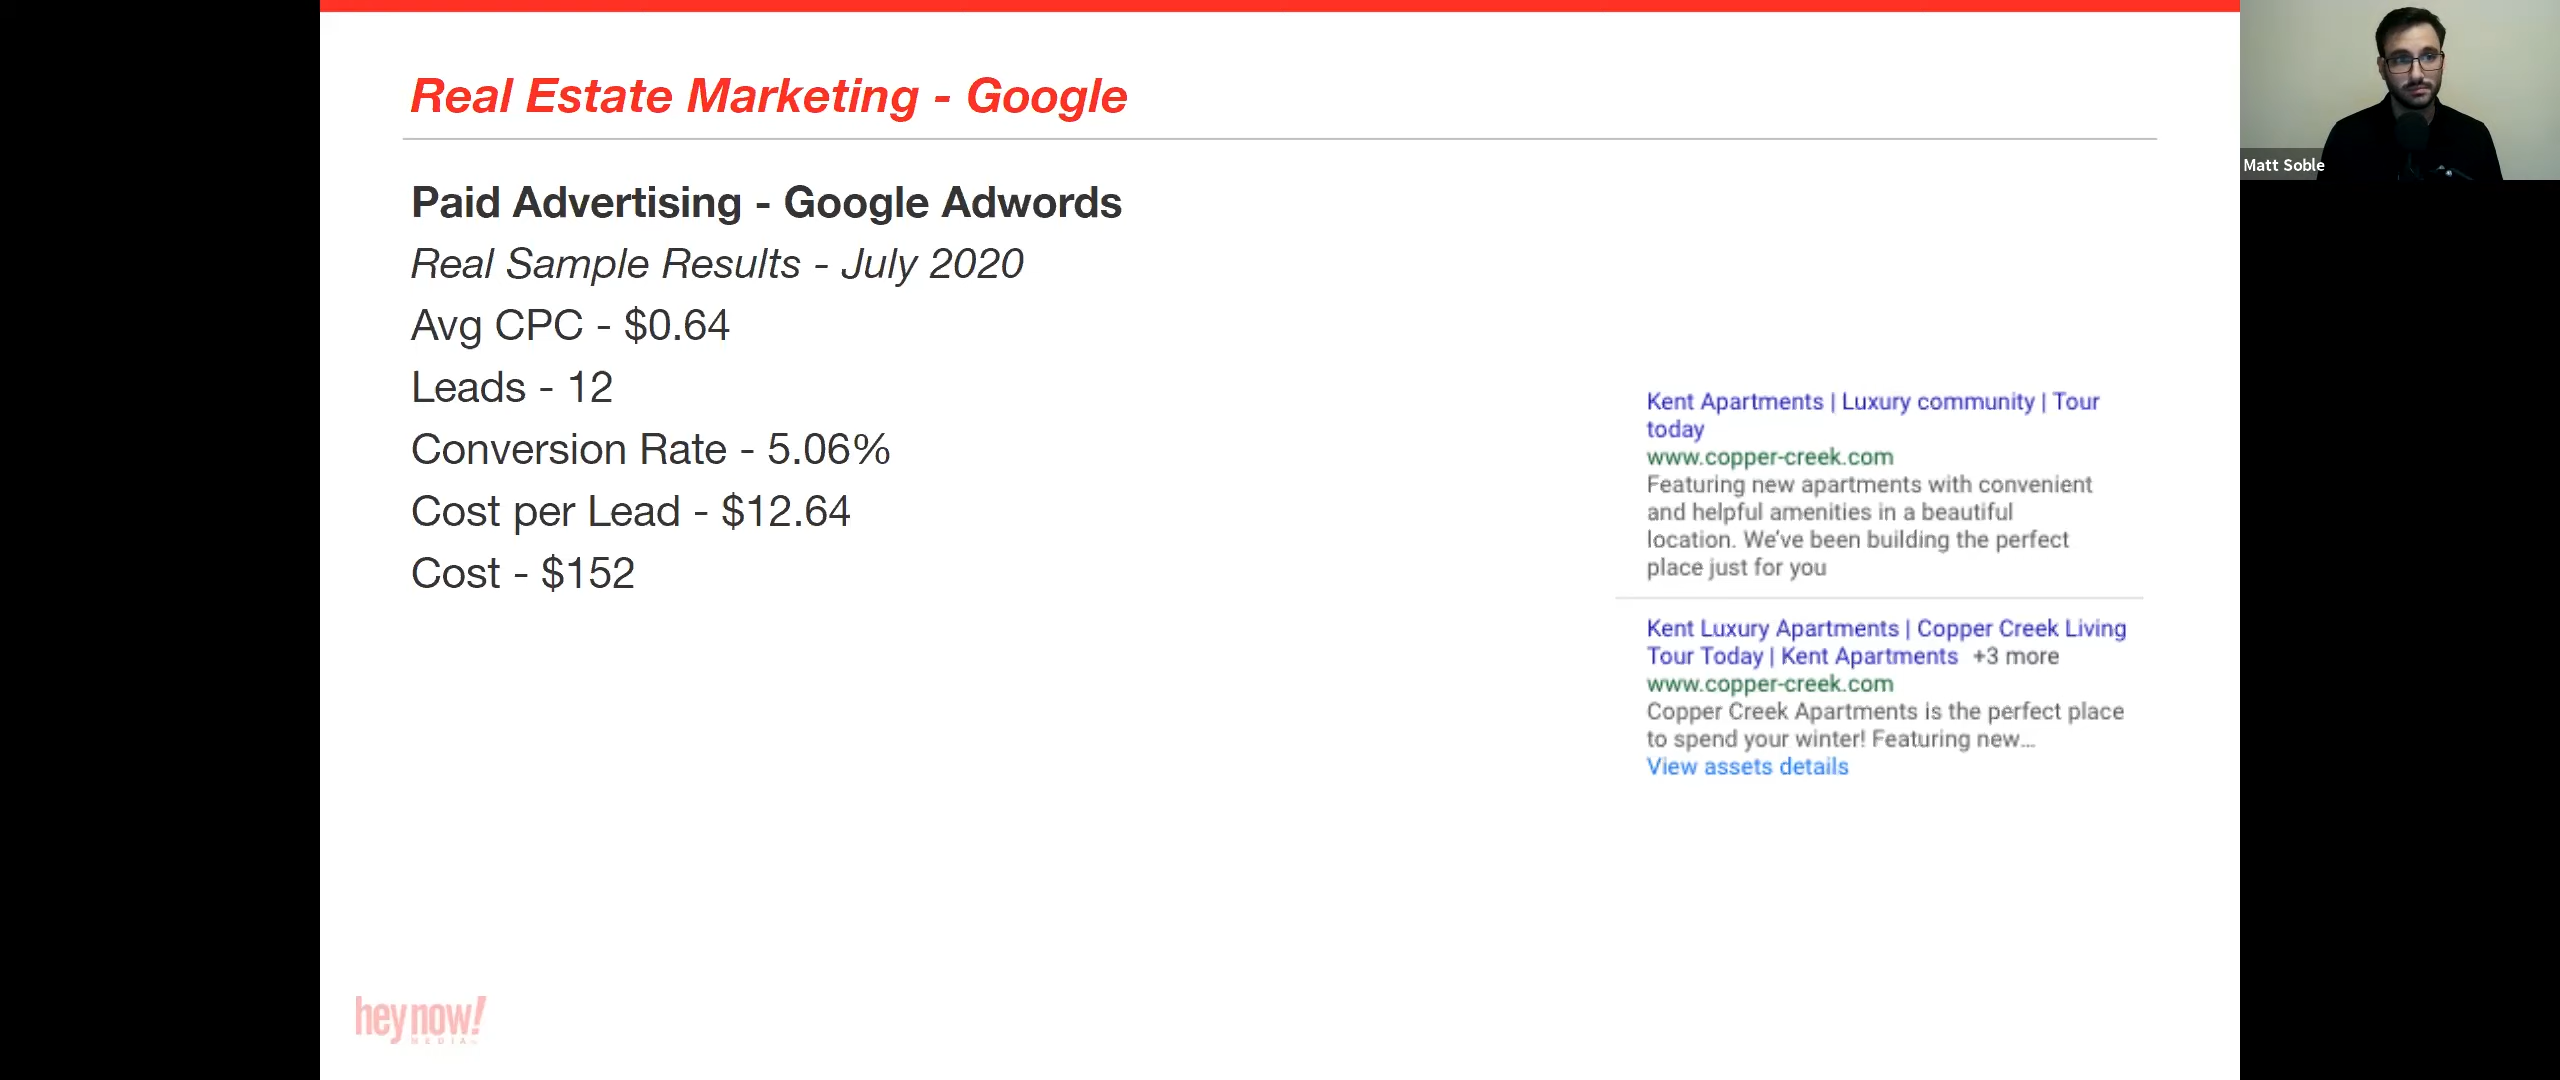 Real Estate Marketing - Google
Paid Advertising - Google Adwords
Real Sample Results - July 2020
Avg CPC - $0.64
Leads - 12
Conversion Rate - 5.06%
Cost per Lead - $12.64
Cost - $152
Kent Apartments | Luxury community | Tour
today
www.copper-creek.com
Featuring new apartments with convenient
and helpful amenities in a beautiful
location. We've been building the perfect
place just for you
Kent Luxury Apartments | Copper Creek Living
Tour Today | Kent Apartments +3 more
www.copper-creek.com
Copper Creek Apartments is the perfect place
to spend your winter! Featuring new...
View assets details
hey now!
MEDIA
Matt Soble